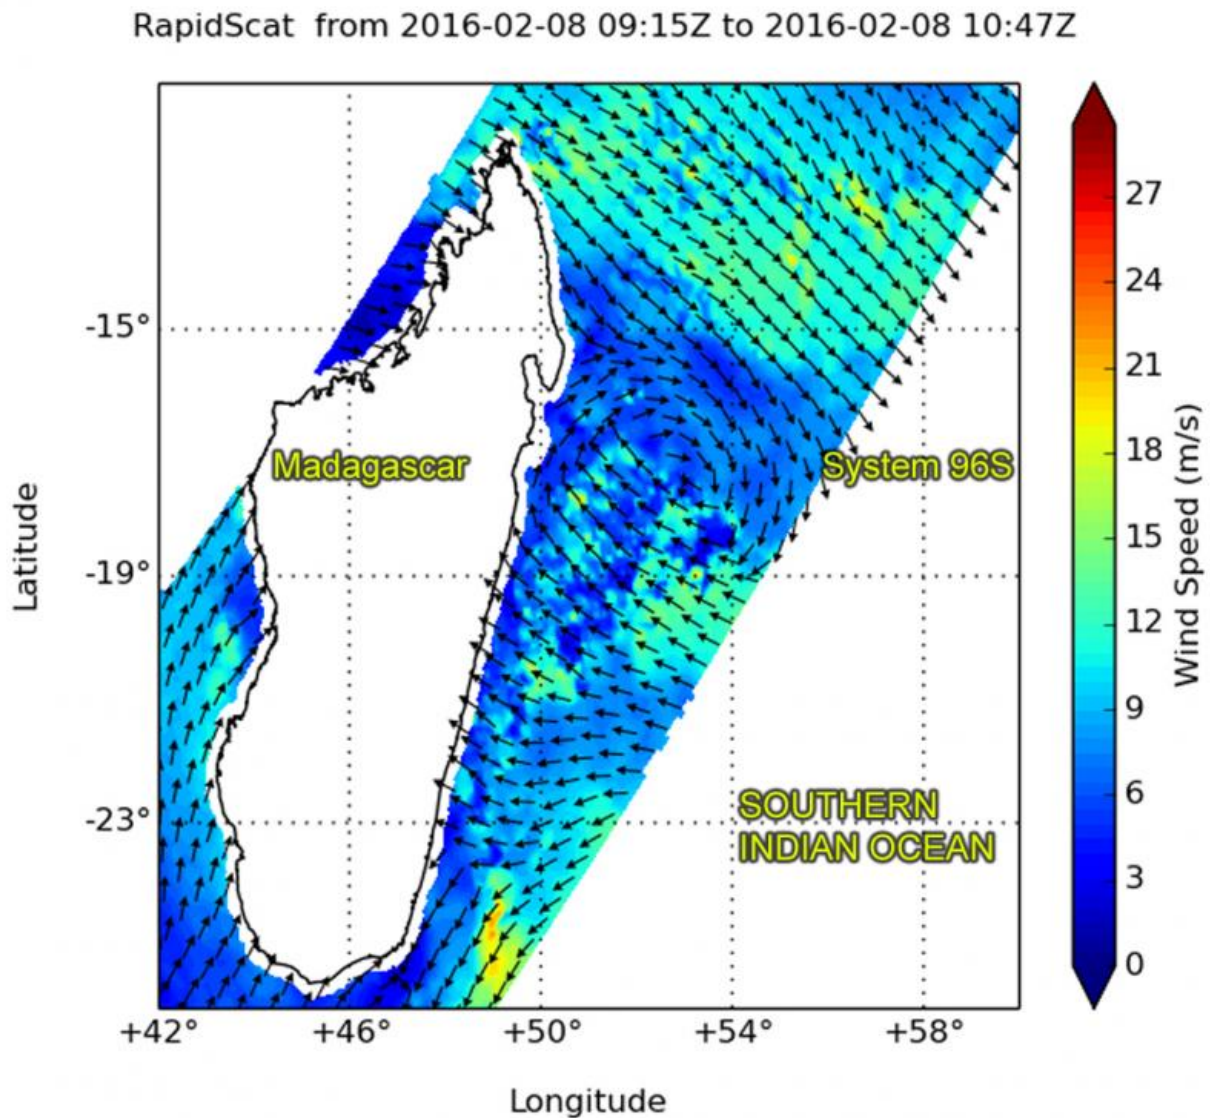 RapidScat from 2016-02-08 09:15Z to 2016-02-08 10:47Z
Latitude
-15°
-19°
-23°
Madagascar
System 96S
SOUTHERN
INDIAN OCEAN
+42° +46° +50° +54° +58°
Longitude
27
24
21
18
15
12
9
6
3
0
Wind Speed (m/s)